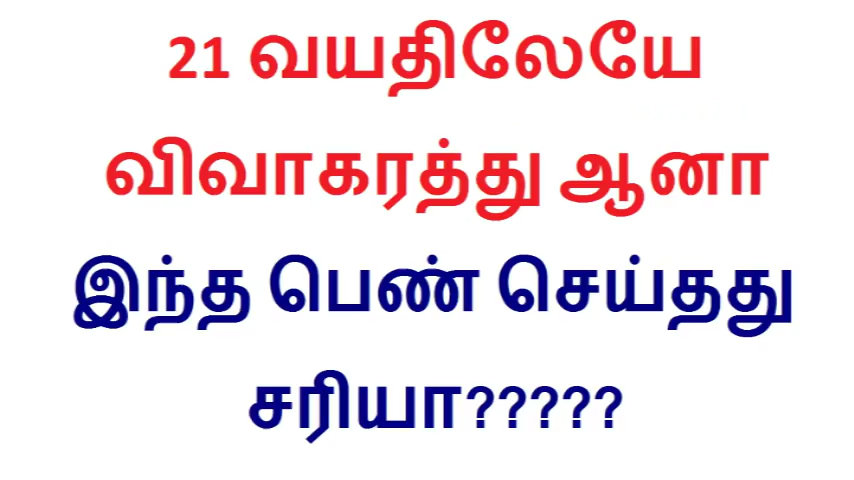 21 வயதிலேயே
விவாகரத்து ஆனா
இந்த பெண் செய்தது
சரியா?????